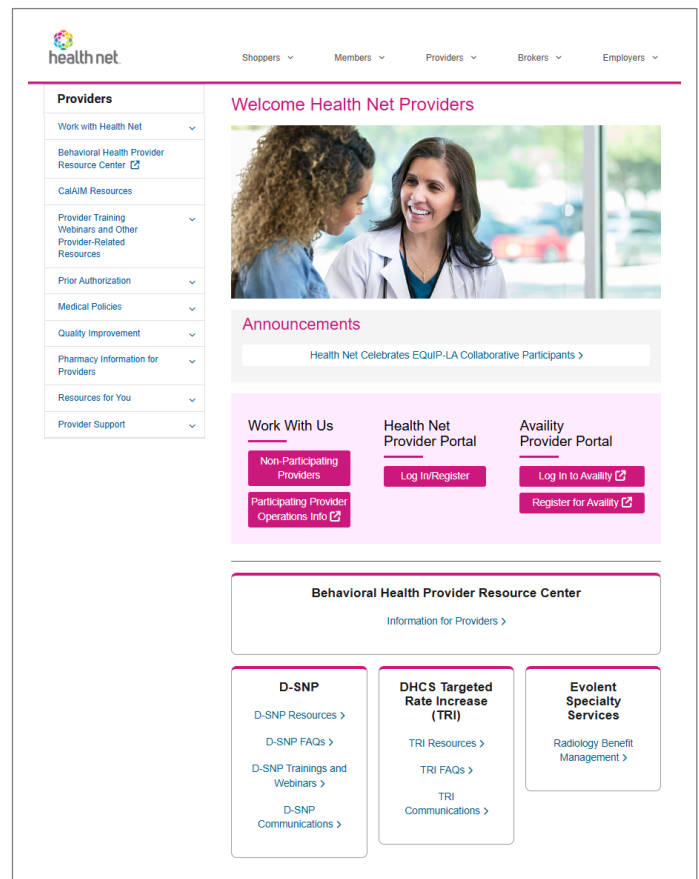 health net.
Shoppers Members Providers Brokers Employers
Providers
Work with Health Net
Behavioral Health Provider
Resource Center
CalAIM Resources
Provider Training
Webinars and Other
Provider-Related
Resources
Prior Authorization
Medical Policies
Quality Improvement
Pharmacy Information for
Providers
Resources for You
Provider Support
Welcome Health Net Providers
Announcements
Health Net Celebrates EQuIP-LA Collaborative Participants >
Work With Us
Non-Participating
Providers
Participating Provider
Operations Info
Health Net
Provider Portal
Log In/Register
Availity
Provider Portal
Log In to Availity
Register for Availity
Behavioral Health Provider Resource Center
Information for Providers >
D-SNP
D-SNP Resources >
D-SNP FAQs >
D-SNP Trainings and
Webinars >
D-SNP
Communications >
DHCS Targeted
Rate Increase
(TRI)
TRI Resources >
TRI FAQs >
TRI
Communications >
Evolent
Specialty
Services
Radiology Benefit
Management >